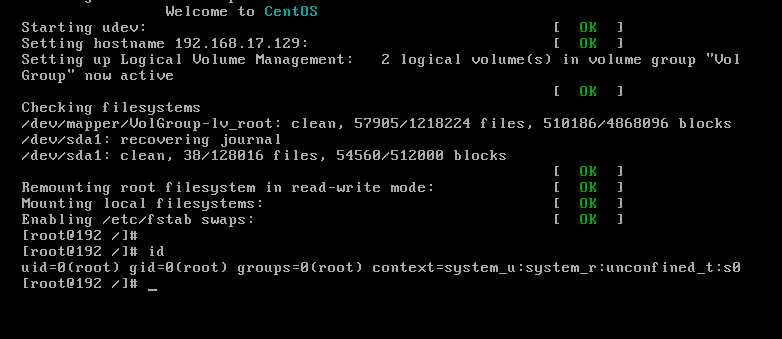 Welcome to CentOS
Starting udev: [ OK ]
Setting hostname 192.168.17.129: [ OK ]
Setting up Logical Volume Management: 2 logical volume(s) in volume group "Vol
Group" now active
[ OK ]
Checking filesystems
/dev/mapper/VolGroup-lv_root: clean, 57905/1218224 files, 510186/4868096 blocks
/dev/sda1: recovering journal
/dev/sda1: clean, 38/128016 files, 54560/512000 blocks
[ OK ]
Remounting root filesystem in read-write mode: [ OK ]
Mounting local filesystems: [ OK ]
Enabling /etc/fstab swaps: [ OK ]
[root@192 /]#
[root@192 /]# id
uid=0(root) gid=0(root) groups=0(root) context=system_u:system_r:unconfined_t:s0
[root@192 /]# _